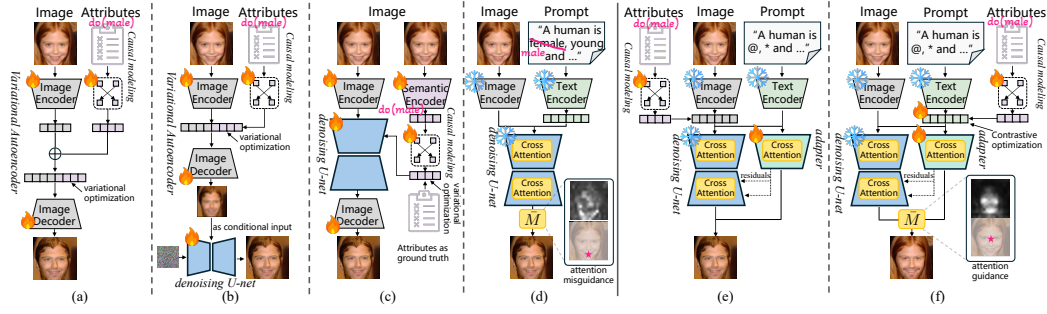 Image
Attributes
do(male)
Causal modeling
Variational Autoencoder
Image
Encoder
variational
optimization
Image
Decoder
(a)
Image
Attributes
do(male)
Causal modeling
Variational Autoencoder
Image
Encoder
variational
optimization
Image
Decoder
as conditional input
denoising U-net
(b)
Image
Image
Encoder
Semantic
Encoder
do(male)
Causal modeling
denoising U-net
variational
optimization
Image
Decoder
Attributes as
ground truth
(c)
Image
Prompt
“A human is
female, young
male
and ...”
Image
Encoder
Text
Encoder
denoising U-net
Cross
Attention
Cross
Attention
M̄
attention
misguidance
(d)
Attributes
do(male)
Causal modeling
Image
Prompt
“A human is
@, * and ...”
Image
Encoder
Text
Encoder
denoising U-net
Cross
Attention
Cross
Attention
adapter
residuals
Cross
Attention
(e)
Image
Prompt
Attributes
do(male)
“A human is
@, * and ...”
Causal modeling
Image
Encoder
Text
Encoder
Contrastive
optimization
denoising U-net
Cross
Attention
Cross
Attention
adapter
residuals
Cross
Attention
M̄
attention
guidance
(f)